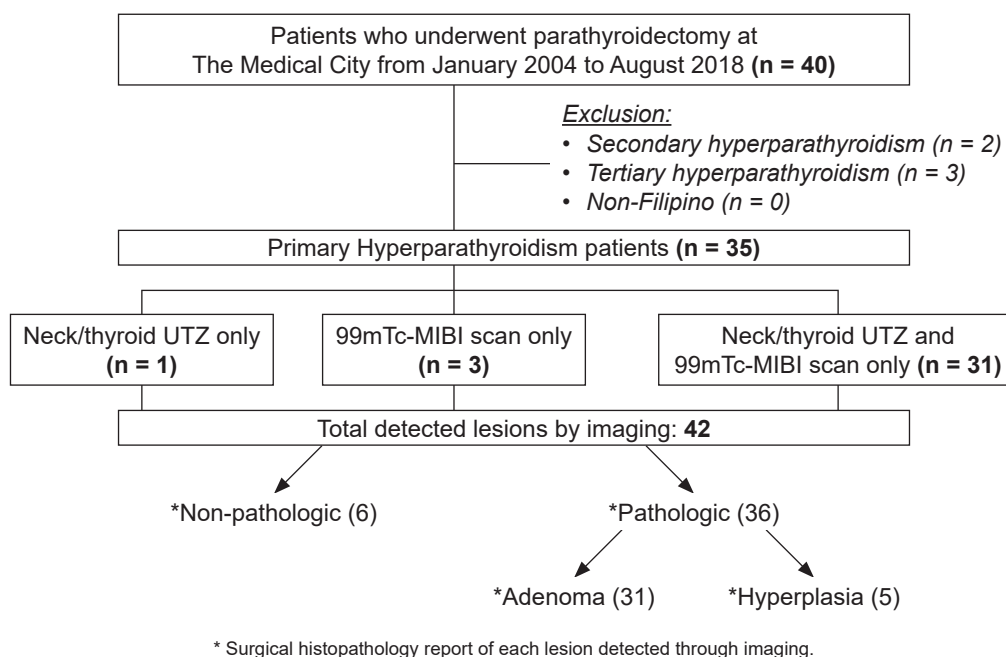 Patients who underwent parathyroidectomy at
The Medical City from January 2004 to August 2018 (n = 40)
Exclusion:
• Secondary hyperparathyroidism (n = 2)
• Tertiary hyperparathyroidism (n = 3)
• Non-Filipino (n = 0)
Primary Hyperparathyroidism patients (n = 35)
Neck/thyroid UTZ only
(n = 1)
99mTc-MIBI scan only
(n = 3)
Neck/thyroid UTZ and
99mTc-MIBI scan only (n = 31)
Total detected lesions by imaging: 42
*Non-pathologic (6)
*Pathologic (36)
*Adenoma (31)
*Hyperplasia (5)
* Surgical histopathology report of each lesion detected through imaging.